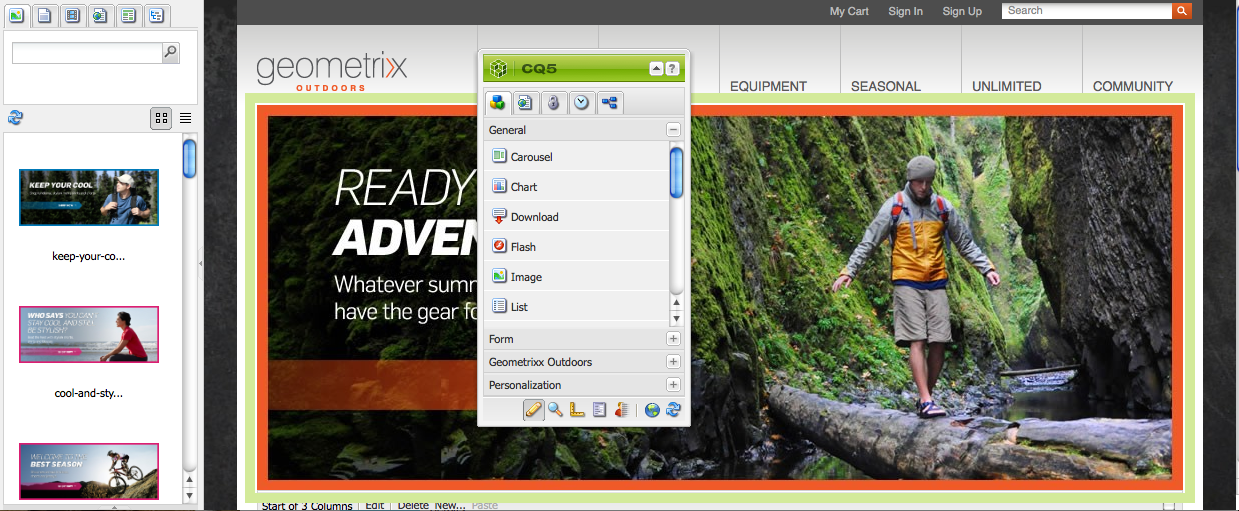 My Cart
Sign In
Sign Up
Search
geometrixx
OUTDOORS
EQUIPMENT
SEASONAL
UNLIMITED
COMMUNITY
CQ5
?
General
Carousel
Chart
Download
Flash
Image
List
Form
Geometrixx Outdoors
Personalization
READY
ADVEN
Whatever sum
have the gear fo
KEEP YOUR COOL
keep-your-co...
WHO SAYS YOU CAN'T
STAY COOL AND STILL
BE STYLISH?
cool-and-sty...
WELCOME TO THE
BEST SEASON
Start of 3 Columns
Edit
Delete
New...
Paste